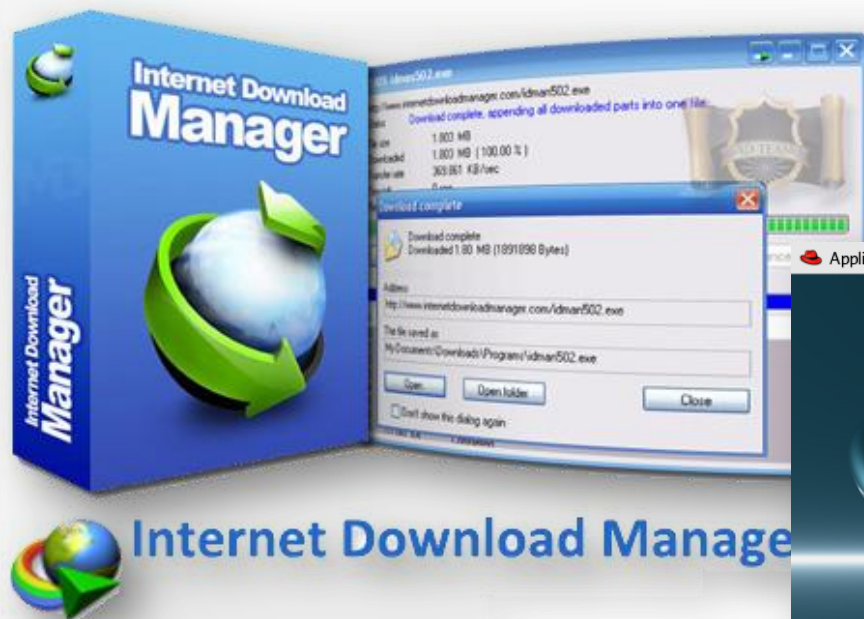 Internet Download
Manager
Internet Download
Manager
idman502.exe
http://www.internetdownloadmanager.com/idman502.exe
Download complete, appending all downloaded parts into one file.
1.803 MB
1.803 MB ( 100.00 % )
369.861 KB/sec
Download complete
Download complete
Downloaded 1.80 MB (1891898 Bytes)
Address
http://www.internetdownloadmanager.com/idman502.exe
The file saved as
My Documents\Downloads\Programs\idman502.exe
Open
Open folder
Close
Don't show this dialog again
Appli
Internet Download Manage